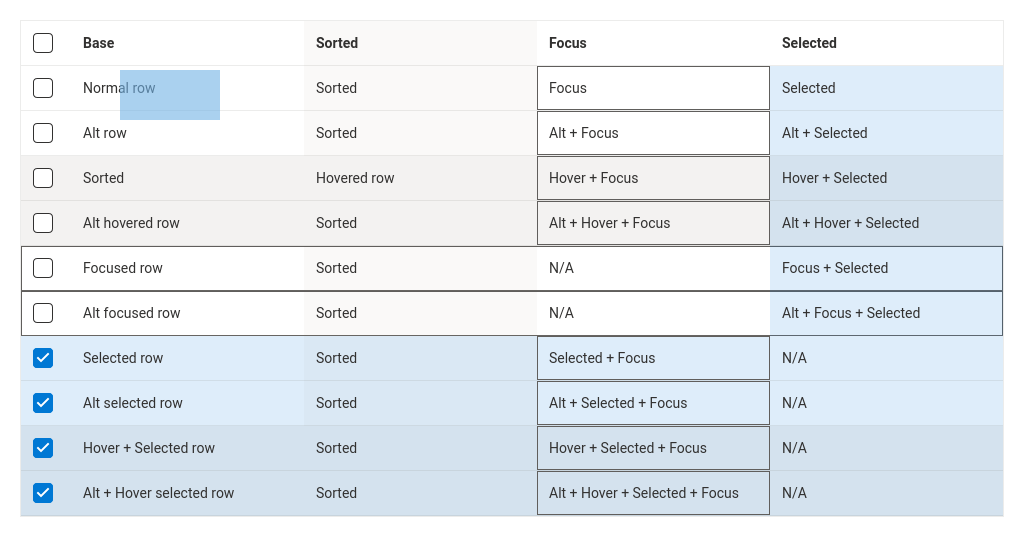 Base Sorted Focus Selected
Normal row Sorted Focus Selected
Alt row Sorted Alt + Focus Alt + Selected
Sorted Hovered row Hover + Focus Hover + Selected
Alt hovered row Sorted Alt + Hover + Focus Alt + Hover + Selected
Focused row Sorted N/A Focus + Selected
Alt focused row Sorted N/A Alt + Focus + Selected
Selected row Sorted Selected + Focus N/A
Alt selected row Sorted Alt + Selected + Focus N/A
Hover + Selected row Sorted Hover + Selected + Focus N/A
Alt + Hover selected row Sorted Alt + Hover + Selected + Focus N/A